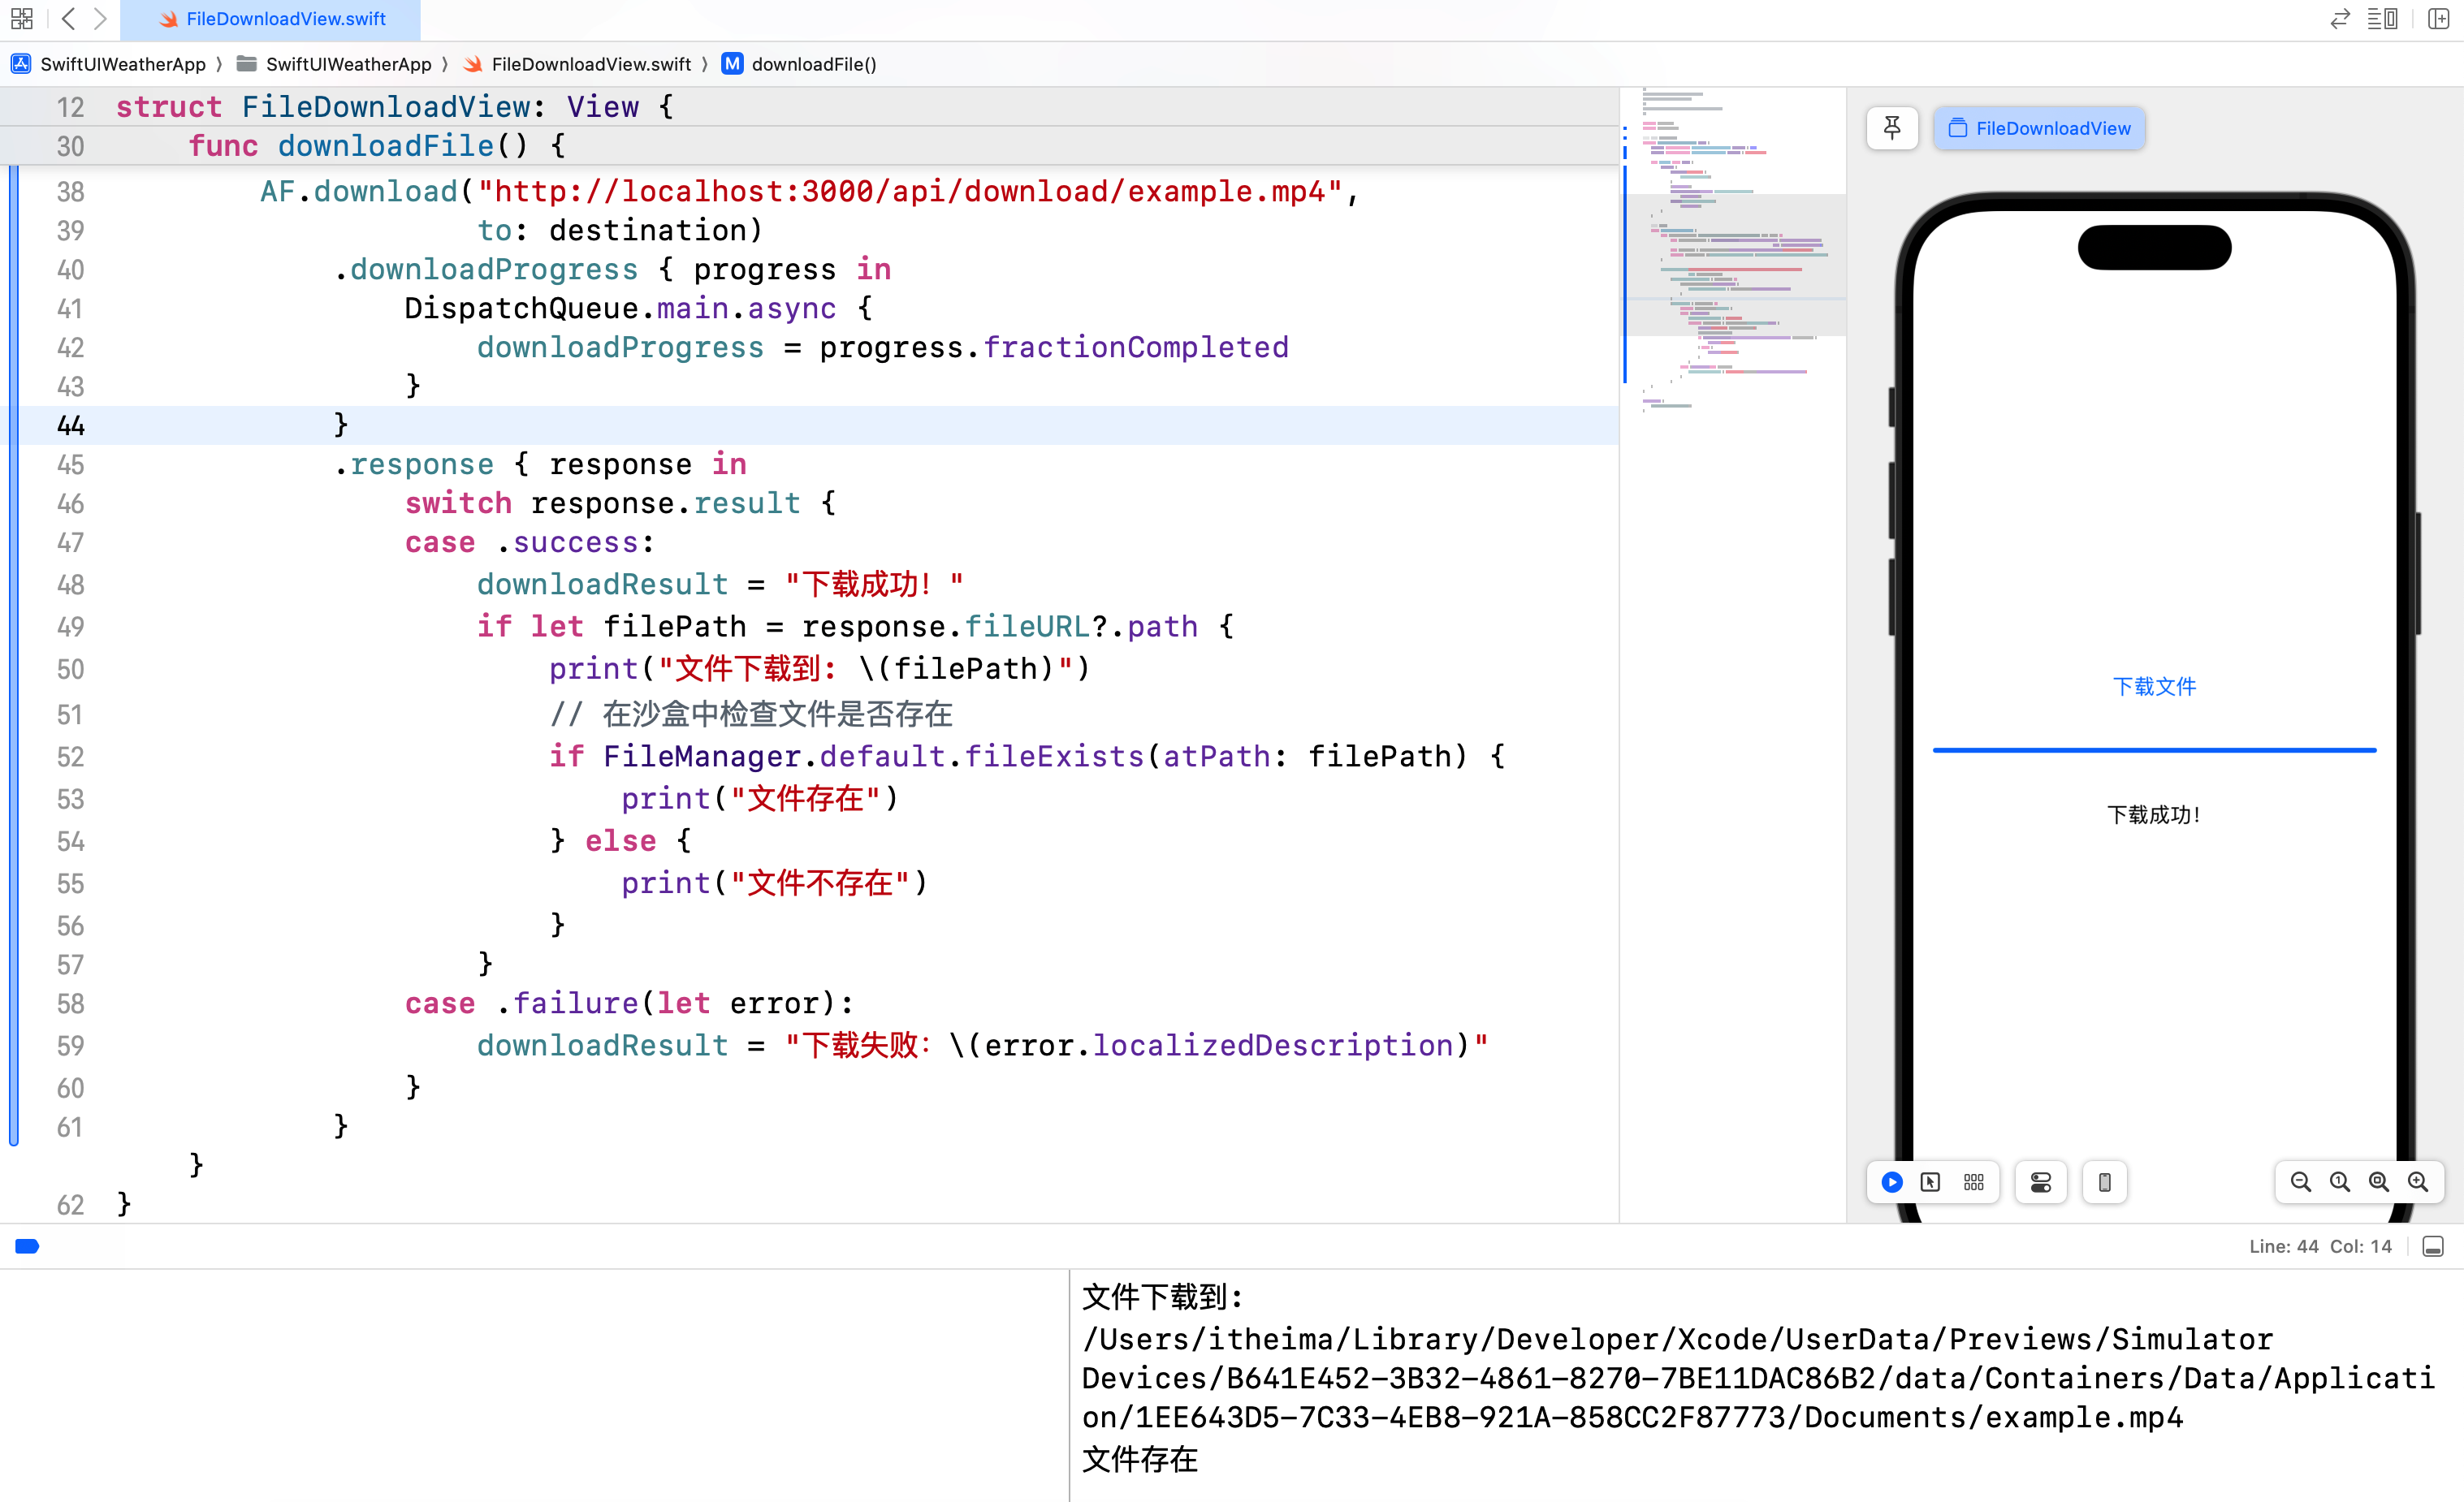 FileDownloadView.swift
SwiftUIWeatherApp 〉 SwiftUIWeatherApp 〉 FileDownloadView.swift 〉 M downloadFile()
12 struct FileDownloadView: View {
30     func downloadFile() {
38         AF.download("http://localhost:3000/api/download/example.mp4",
39                     to: destination)
40             .downloadProgress { progress in
41                 DispatchQueue.main.async {
42                     downloadProgress = progress.fractionCompleted
43                 }
44             }
45             .response { response in
46                 switch response.result {
47                 case .success:
48                     downloadResult = "下载成功！"
49                     if let filePath = response.fileURL?.path {
50                         print("文件下载到: \(filePath)")
51                         // 在沙盒中检查文件是否存在
52                         if FileManager.default.fileExists(atPath: filePath) {
53                             print("文件存在")
54                         } else {
55                             print("文件不存在")
56                         }
57                     }
58                 case .failure(let error):
59                     downloadResult = "下载失败：\(error.localizedDescription)"
60                 }
61             }
    }
62 }
FileDownloadView
下载文件
下载成功！
Line: 44 Col: 14
文件下载到:
/Users/itheima/Library/Developer/Xcode/UserData/Previews/Simulator
Devices/B641E452-3B32-4861-8270-7BE11DAC86B2/data/Containers/Data/Applicati
on/1EE643D5-7C33-4EB8-921A-858CC2F87773/Documents/example.mp4
文件存在